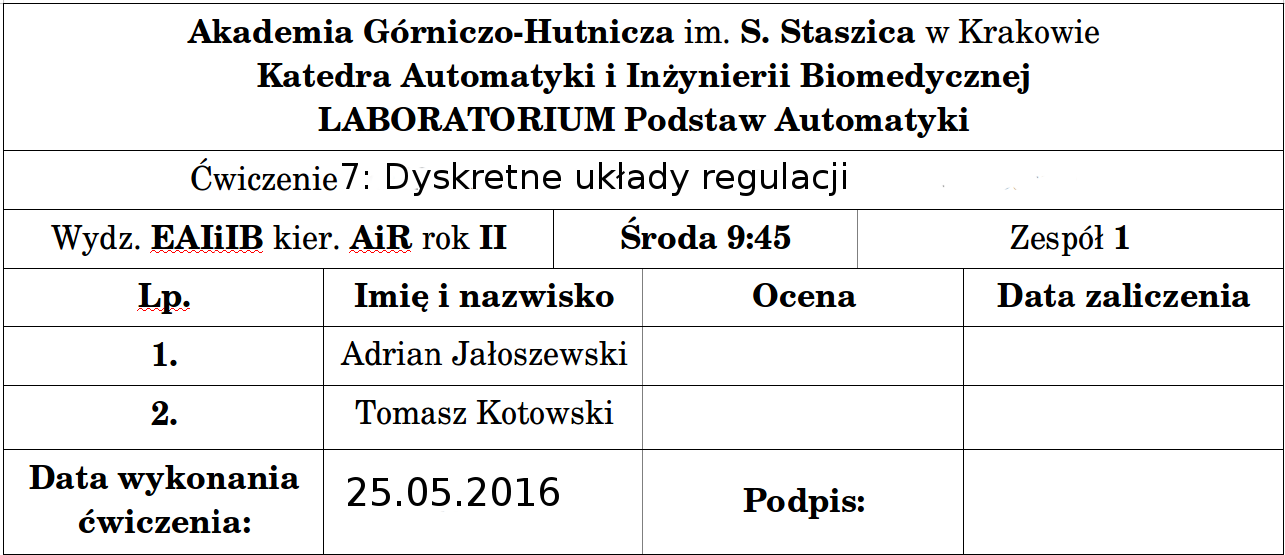 Akademia Górniczo-Hutnicza im. S. Staszica w Krakowie
Katedra Automatyki i Inżynierii Biomedycznej
LABORATORIUM Podstaw Automatyki
Ćwiczenie7: Dyskretne układy regulacji
Wydz. EAIiIB kier. AiR rok II Środa 9:45 Zespół 1
Lp. Imię i nazwisko Ocena Data zaliczenia
1. Adrian Jałoszewski
2. Tomasz Kotowski
Data wykonania
ćwiczenia: 25.05.2016 Podpis: